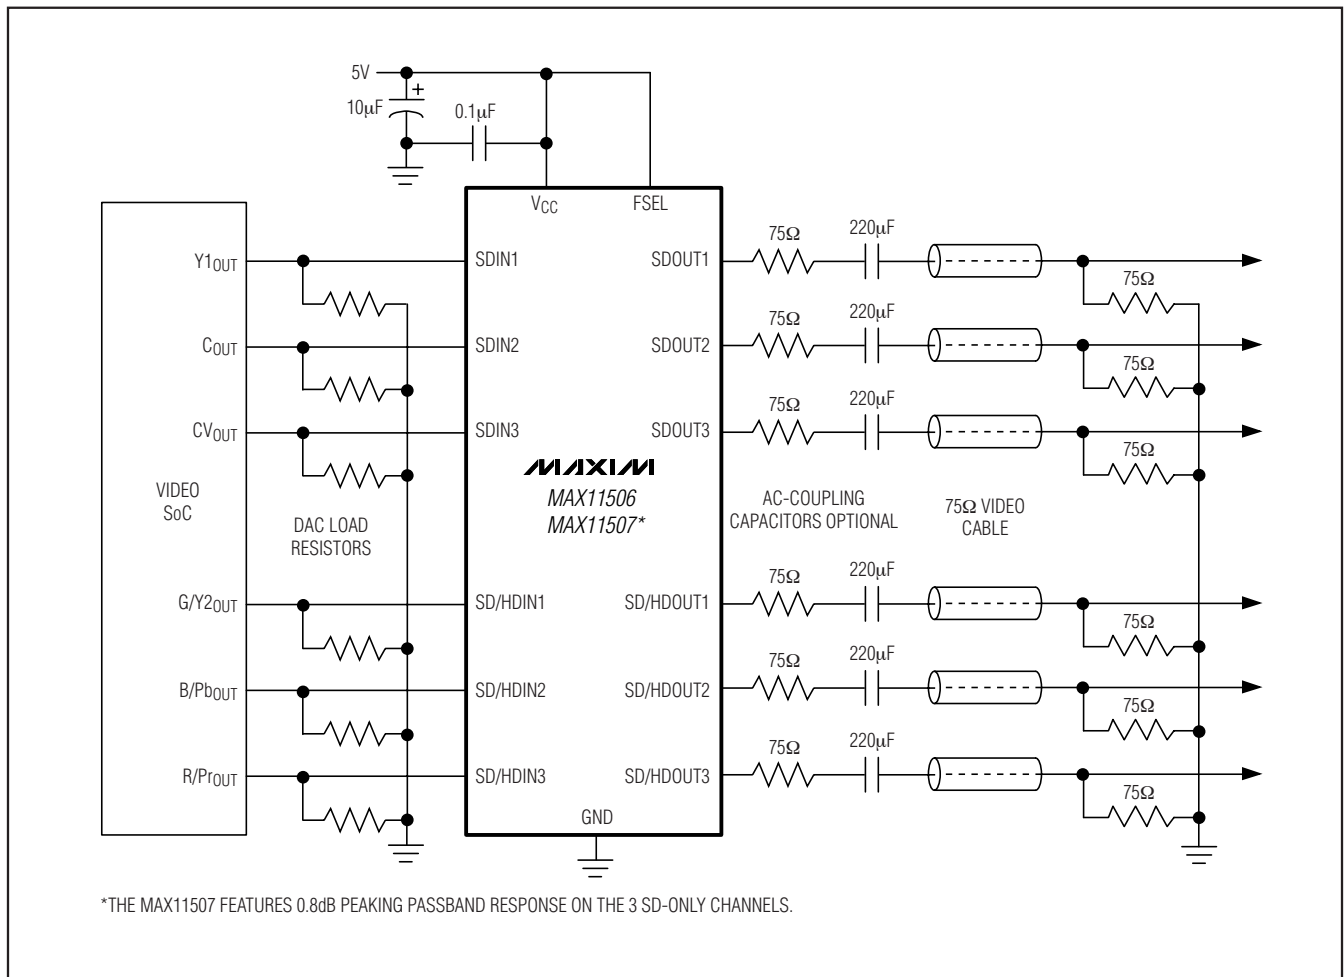 5V
+
10μF
0.1μF
VCC
FSEL
Y1OUT
SDIN1
SDOUT1
75Ω
220μF
75Ω
COUT
SDIN2
SDOUT2
75Ω
220μF
75Ω
CVOUT
SDIN3
SDOUT3
75Ω
220μF
75Ω
VIDEO
SoC
DAC LOAD
RESISTORS
MAXIM
MAX11506
MAX11507*
AC-COUPLING
CAPACITORS OPTIONAL
75Ω VIDEO
CABLE
G/Y2OUT
SD/HDIN1
SD/HDOUT1
75Ω
220μF
75Ω
B/PbOUT
SD/HDIN2
SD/HDOUT2
75Ω
220μF
75Ω
R/PrOUT
SD/HDIN3
SD/HDOUT3
75Ω
220μF
75Ω
GND
*THE MAX11507 FEATURES 0.8dB PEAKING PASSBAND RESPONSE ON THE 3 SD-ONLY CHANNELS.